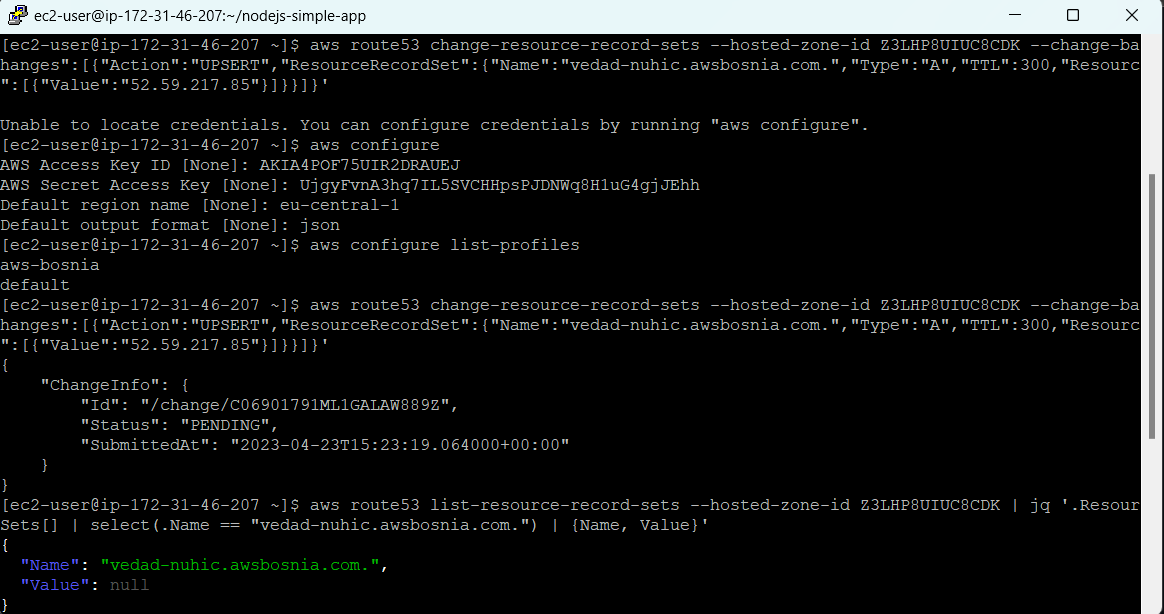 ec2-user@ip-172-31-46-207:~/nodejs-simple-app
[ec2-user@ip-172-31-46-207 ~]$ aws route53 change-resource-record-sets --hosted-zone-id Z3LHP8UIUC8CDK --change-ba
hanges":[{"Action":"UPSERT","ResourceRecordSet":{"Name":"vedad-nuhic.awsbosnia.com.","Type":"A","TTL":300,"Resourc
":[{"Value":"52.59.217.85"}]}}]}'
Unable to locate credentials. You can configure credentials by running "aws configure".
[ec2-user@ip-172-31-46-207 ~]$ aws configure
AWS Access Key ID [None]: AKIA4POF75UIR2DRAUEJ
AWS Secret Access Key [None]: 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
Default region name [None]: eu-central-1
Default output format [None]: json
[ec2-user@ip-172-31-46-207 ~]$ aws configure list-profiles
aws-bosnia
default
[ec2-user@ip-172-31-46-207 ~]$ aws route53 change-resource-record-sets --hosted-zone-id Z3LHP8UIUC8CDK --change-ba
hanges":[{"Action":"UPSERT","ResourceRecordSet":{"Name":"vedad-nuhic.awsbosnia.com.","Type":"A","TTL":300,"Resourc
":[{"Value":"52.59.217.85"}]}}]}'
{
    "ChangeInfo": {
        "Id": "/change/C06901791ML1GALAW889Z",
        "Status": "PENDING",
        "SubmittedAt": "2023-04-23T15:23:19.064000+00:00"
    }
}
[ec2-user@ip-172-31-46-207 ~]$ aws route53 list-resource-record-sets --hosted-zone-id Z3LHP8UIUC8CDK | jq '.Resour
Sets[] | select(.Name == "vedad-nuhic.awsbosnia.com.") | {Name, Value}'
{
  "Name": "vedad-nuhic.awsbosnia.com.",
  "Value": null
}